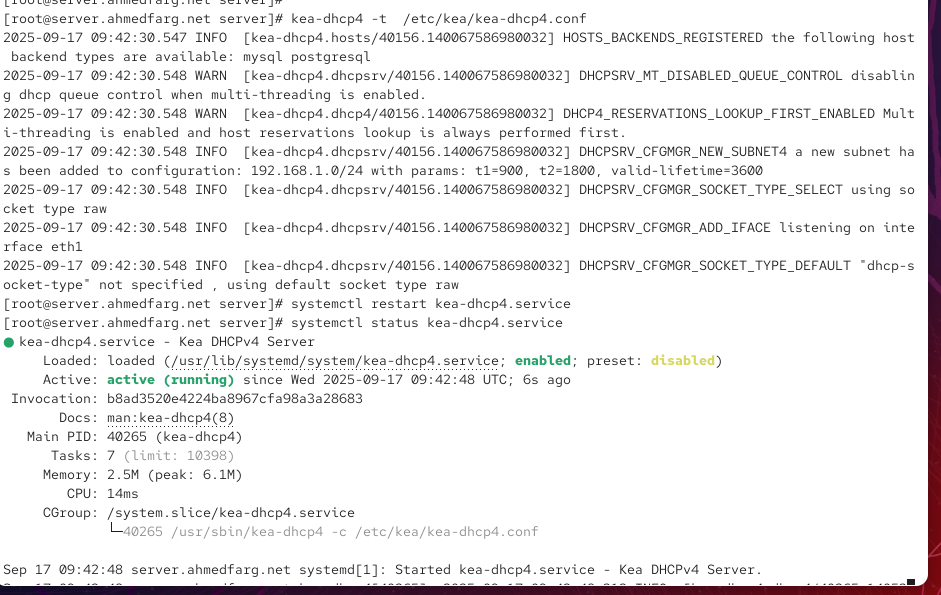 [root@server.ahmedfarg.net server]#
[root@server.ahmedfarg.net server]# kea-dhcp4 -t  /etc/kea/kea-dhcp4.conf
2025-09-17 09:42:30.547 INFO  [kea-dhcp4.hosts/40156.140067586980032] HOSTS_BACKENDS_REGISTERED the following host
 backend types are available: mysql postgresql
2025-09-17 09:42:30.548 WARN  [kea-dhcp4.dhcpsrv/40156.140067586980032] DHCPSRV_MT_DISABLED_QUEUE_CONTROL disablin
g dhcp queue control when multi-threading is enabled.
2025-09-17 09:42:30.548 WARN  [kea-dhcp4.dhcp4/40156.140067586980032] DHCP4_RESERVATIONS_LOOKUP_FIRST_ENABLED Mult
i-threading is enabled and host reservations lookup is always performed first.
2025-09-17 09:42:30.548 INFO  [kea-dhcp4.dhcpsrv/40156.140067586980032] DHCPSRV_CFGMGR_NEW_SUBNET4 a new subnet ha
s been added to configuration: 192.168.1.0/24 with params: t1=900, t2=1800, valid-lifetime=3600
2025-09-17 09:42:30.548 INFO  [kea-dhcp4.dhcpsrv/40156.140067586980032] DHCPSRV_CFGMGR_SOCKET_TYPE_SELECT using so
cket type raw
2025-09-17 09:42:30.548 INFO  [kea-dhcp4.dhcpsrv/40156.140067586980032] DHCPSRV_CFGMGR_ADD_IFACE listening on inte
rface eth1
2025-09-17 09:42:30.548 INFO  [kea-dhcp4.dhcpsrv/40156.140067586980032] DHCPSRV_CFGMGR_SOCKET_TYPE_DEFAULT "dhcp-s
ocket-type" not specified , using default socket type raw
[root@server.ahmedfarg.net server]# systemctl restart kea-dhcp4.service
[root@server.ahmedfarg.net server]# systemctl status kea-dhcp4.service
● kea-dhcp4.service - Kea DHCPv4 Server
     Loaded: loaded (/usr/lib/systemd/system/kea-dhcp4.service; enabled; preset: disabled)
     Active: active (running) since Wed 2025-09-17 09:42:48 UTC; 6s ago
 Invocation: b8ad3520e4224ba8967cfa98a3a28683
       Docs: man:kea-dhcp4(8)
   Main PID: 40265 (kea-dhcp4)
      Tasks: 7 (limit: 10398)
     Memory: 2.5M (peak: 6.1M)
        CPU: 14ms
     CGroup: /system.slice/kea-dhcp4.service
             └─40265 /usr/sbin/kea-dhcp4 -c /etc/kea/kea-dhcp4.conf
Sep 17 09:42:48 server.ahmedfarg.net systemd[1]: Started kea-dhcp4.service - Kea DHCPv4 Server.